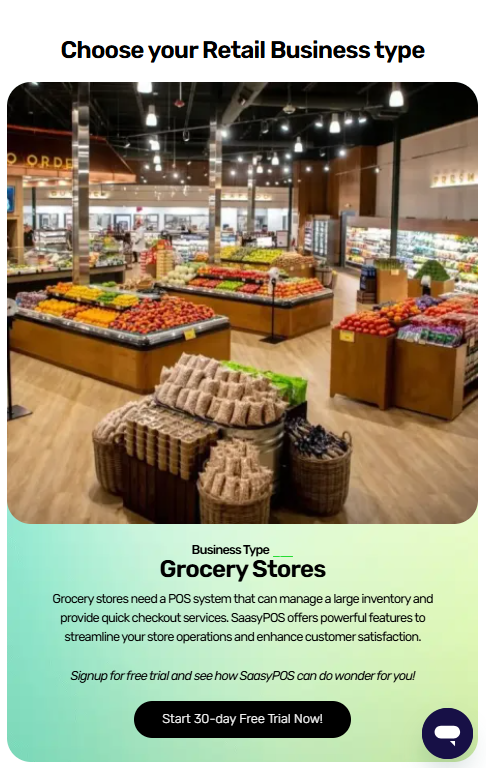 Choose your Retail Business type
O ORDE
Business Type ___
Grocery Stores
Grocery stores need a POS system that can manage a large inventory and
provide quick checkout services. SaasyPOS offers powerful features to
streamline your store operations and enhance customer satisfaction.
Signup for free trial and see how SaasyPOS can do wonder for you!
Start 30-day Free Trial Now!